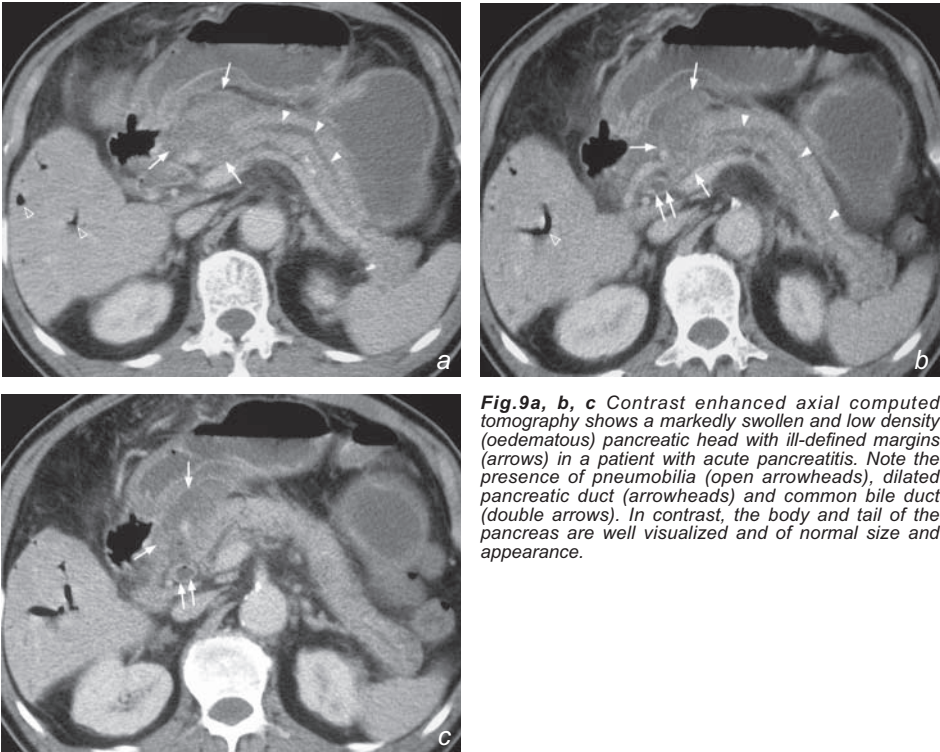 a
b
Fig.9a, b, c Contrast enhanced axial computed
tomography shows a markedly swollen and low density
(oedematous) pancreatic head with ill-defined margins
(arrows) in a patient with acute pancreatitis. Note the
presence of pneumobilia (open arrowheads), dilated
pancreatic duct (arrowheads) and common bile duct
(double arrows). In contrast, the body and tail of the
pancreas are well visualized and of normal size and
appearance.
c